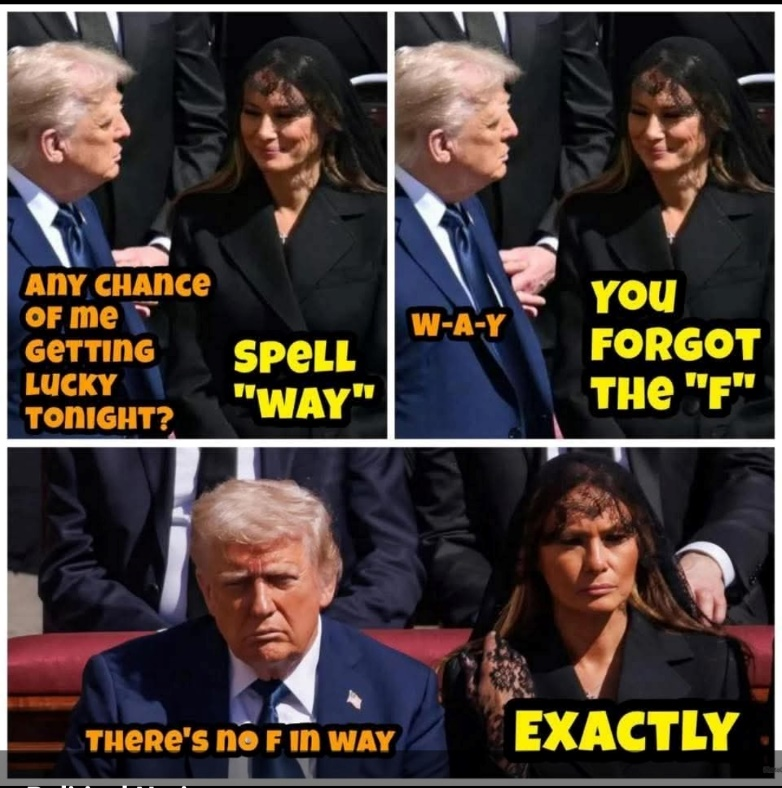 ANY CHANCE
OF ME
GETTING
LUCKY
TONIGHT?
SPELL
"WAY"
W-A-Y
YOU
FORGOT
THE "F"
THERE'S NO F IN WAY
EXACTLY